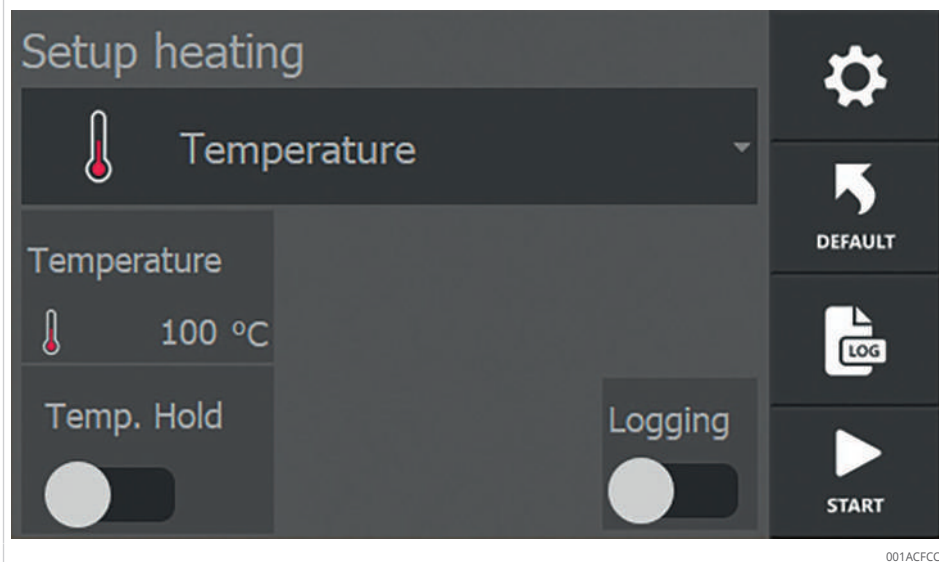 Setup heating
Temperature
Temperature
100 °C
Temp. Hold
Logging
DEFAULT
LOG
START
001ACFCC